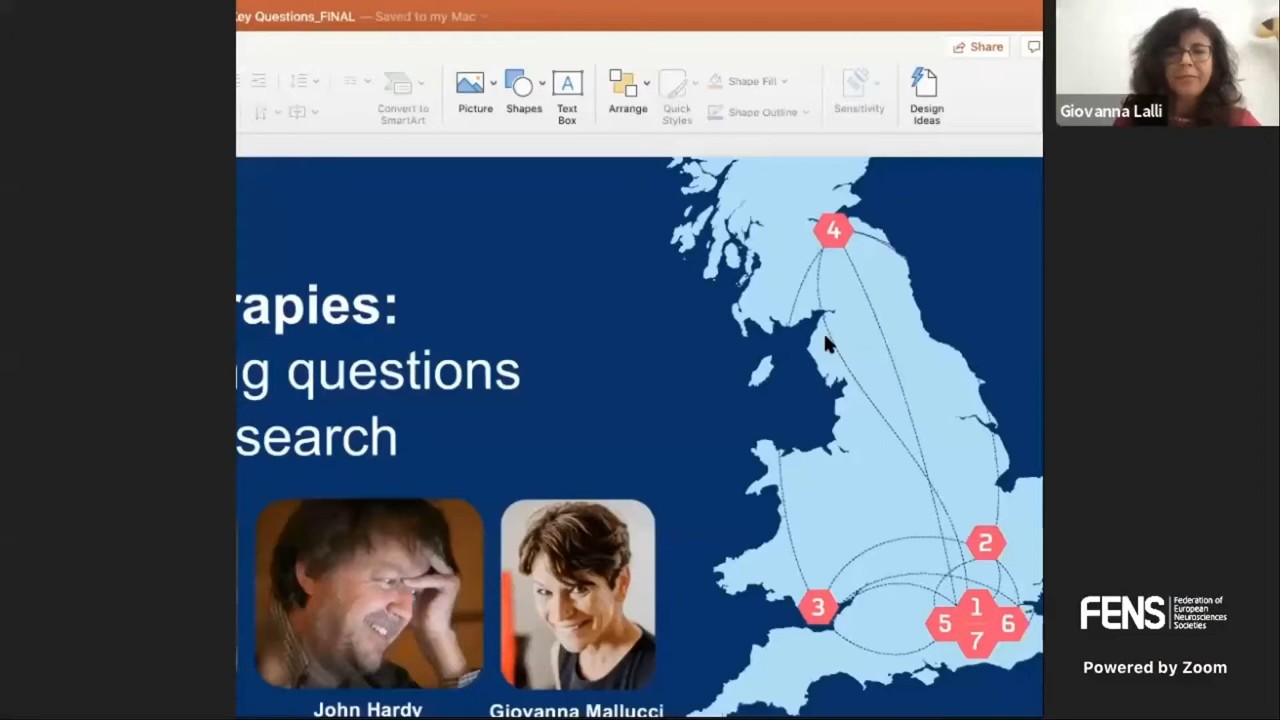 Key Questions_FINAL — Saved to my Mac
Share
Convert to
SmartArt
Picture
Shapes
Text
Box
Arrange
Quick
Styles
Shape Fill
Shape Outline
Sensitivity
Design
Ideas
Giovanna Lalli
rapies:
ng questions
search
4
2
3
5
1
6
7
John Hardy
Giovanna Mallucci
FENS
Federation of
European
Neurosciences
Societies
Powered by Zoom